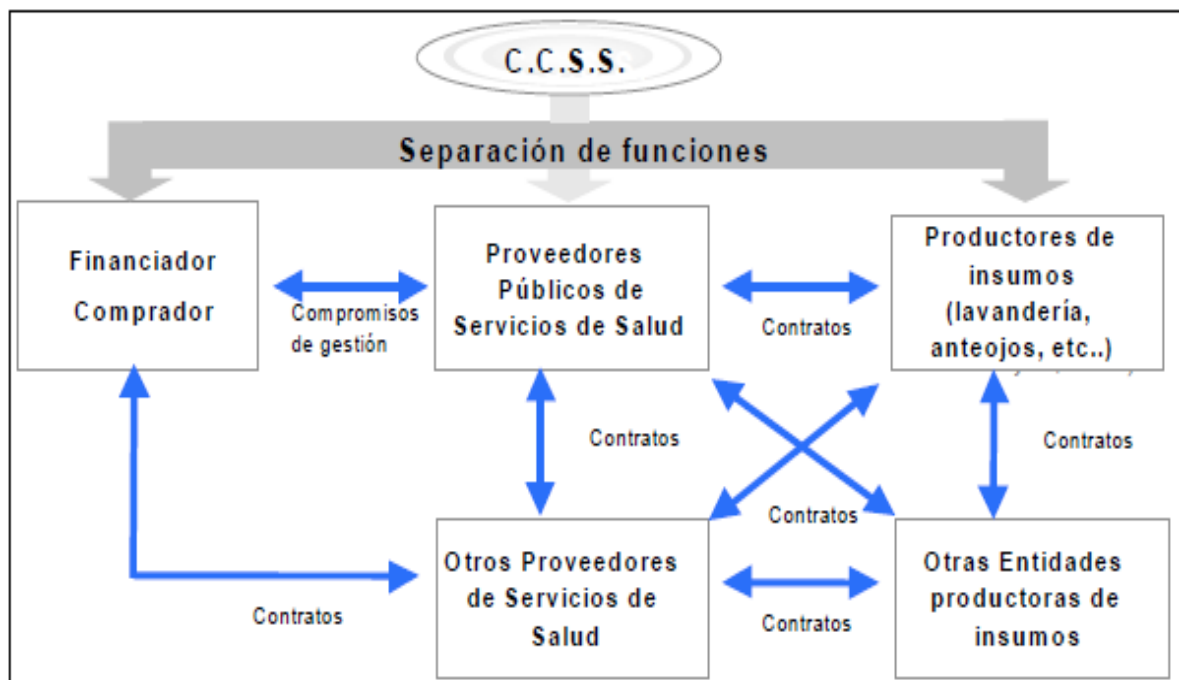 C.C.S.S.
Separación de funciones
Financiador
Comprador
Compromisos
de gestión
Proveedores
Públicos de
Servicios de Salud
Contratos
Productores de
insumos
(lavandería,
anteojos, etc..)
Contratos
Contratos
Contratos
Otros Proveedores
de Servicios de
Salud
Contratos
Contratos
Otras Entidades
productoras de
insumos